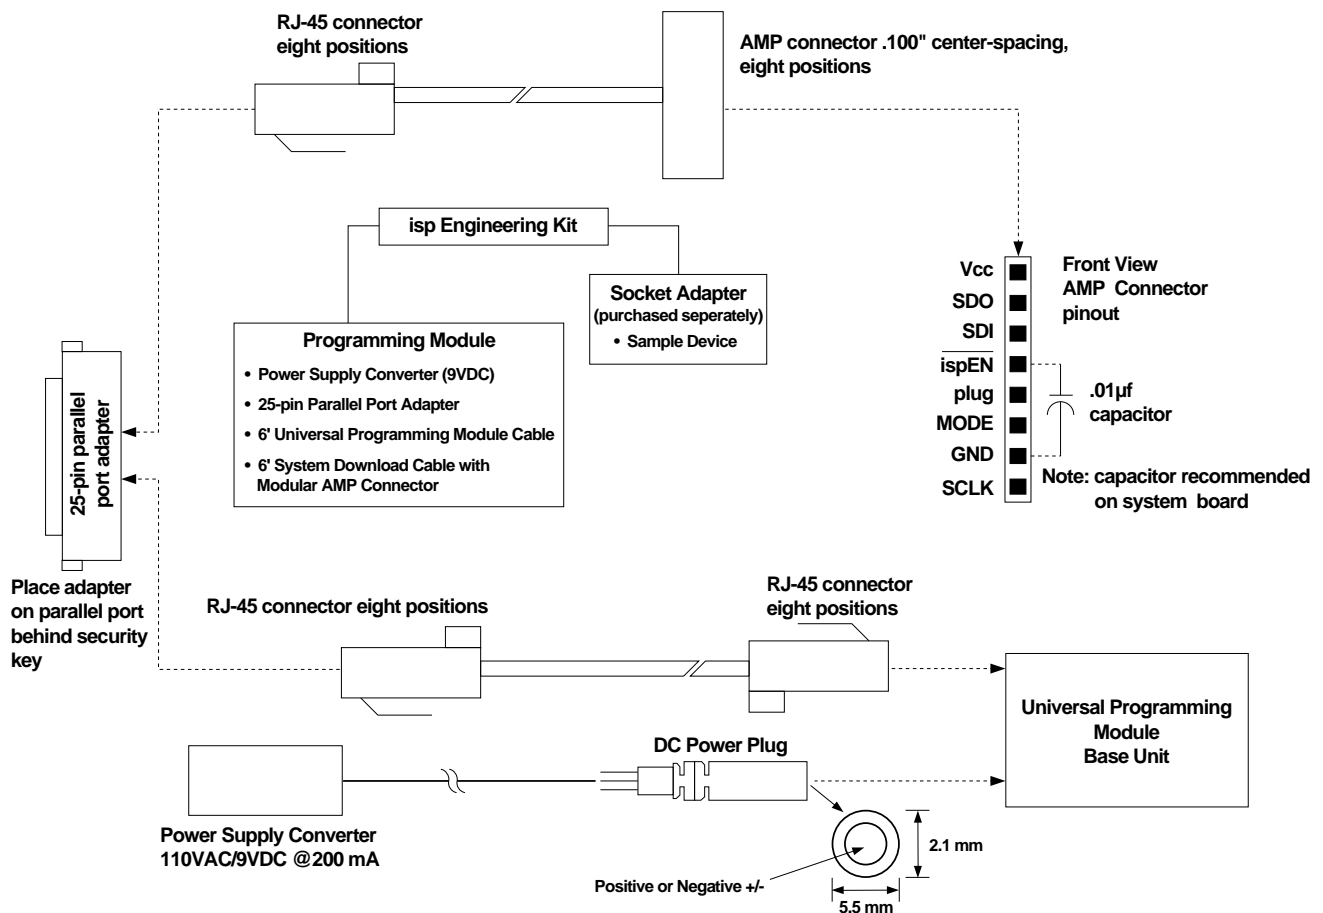 RJ-45 connector
eight positions
AMP connector .100" center-spacing,
eight positions
isp Engineering Kit
Socket Adapter
(purchased seperately)
• Sample Device
Programming Module
• Power Supply Converter (9VDC)
• 25-pin Parallel Port Adapter
• 6' Universal Programming Module Cable
• 6' System Download Cable with
Modular AMP Connector
Vcc
SDO
SDI
ispEN
plug
MODE
GND
SCLK
Front View
AMP Connector
pinout
.01µf
capacitor
Note: capacitor recommended
on system board
25-pin parallel
port adapter
Place adapter
on parallel port
behind security
key
RJ-45 connector eight positions
RJ-45 connector
eight positions
Universal Programming
Module
Base Unit
DC Power Plug
Power Supply Converter
110VAC/9VDC @200 mA
2.1 mm
Positive or Negative +/-
5.5 mm